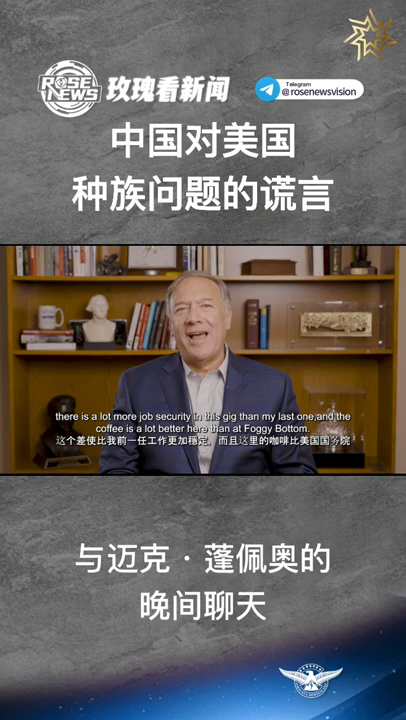 ROSE
NEWS
玫瑰看新闻
Telegram
@rosenewsvision
中国对美国
种族问题的谎言
there is a lot more job security in this gig than my last one,and the
coffee is a lot better here than at Foggy Bottom.
这个差使比我前一任工作更加穩定，而且这里的咖啡比美国国务院
与迈克·蓬佩奥的
晚间聊天